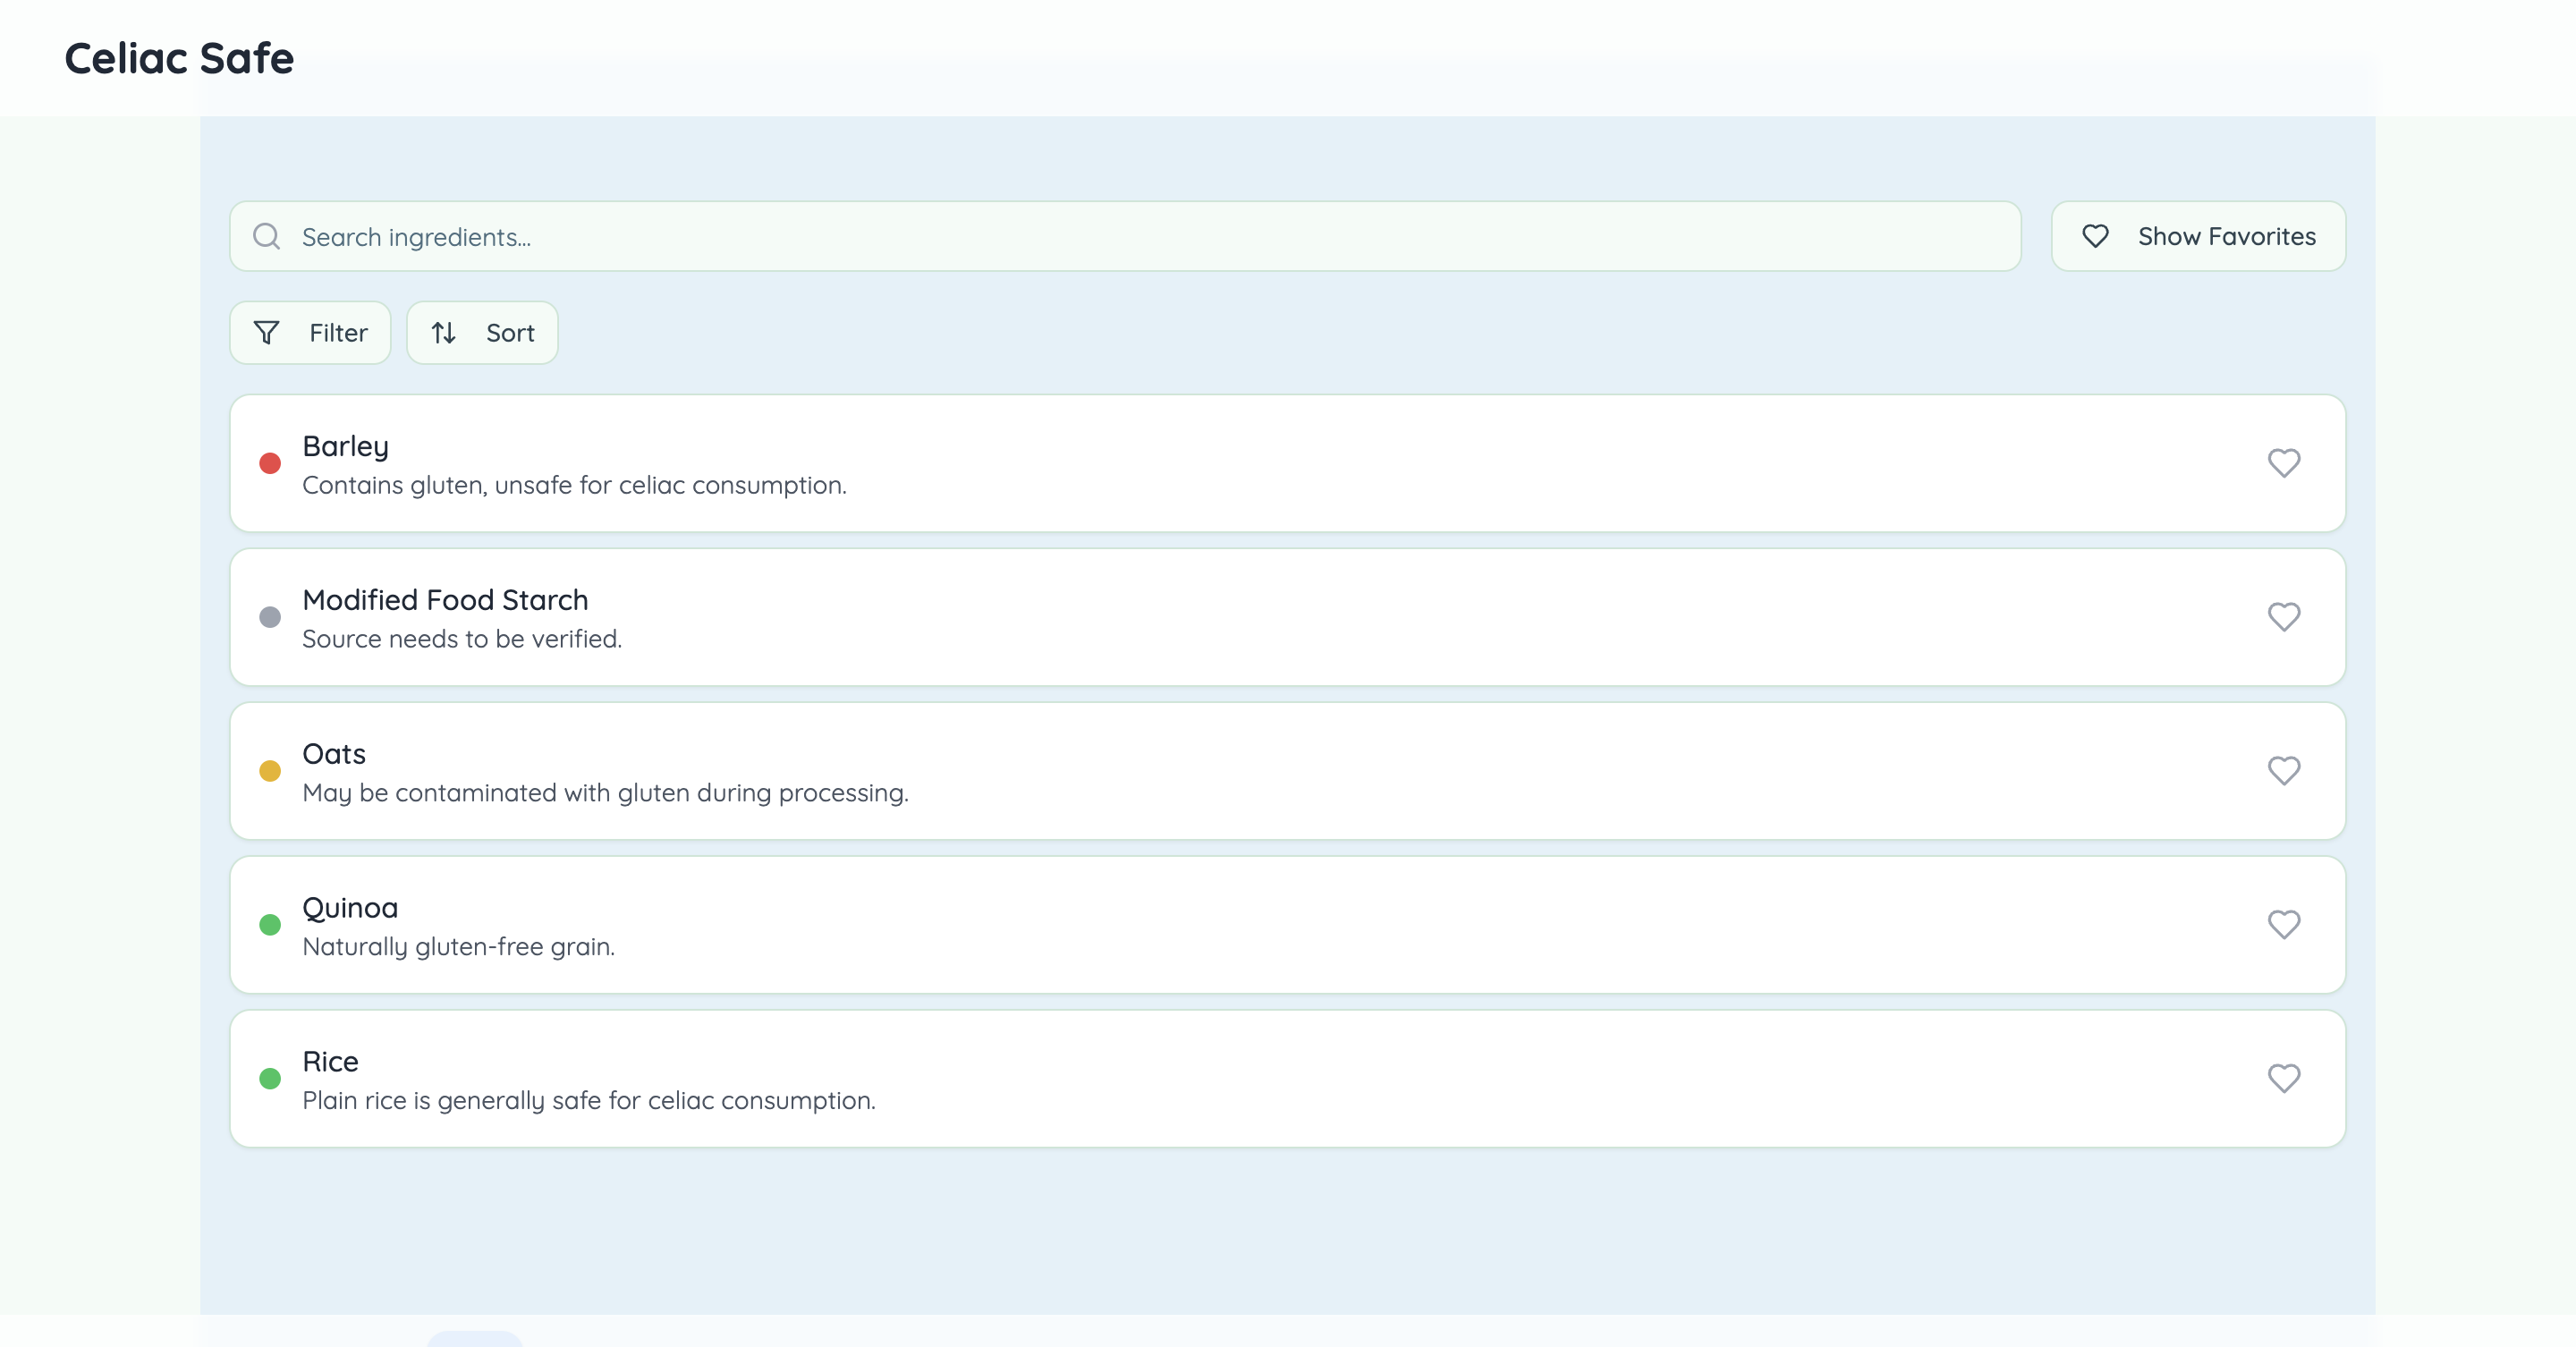 Celiac Safe
Search ingredients...
Show Favorites
Filter
Sort
Barley
Contains gluten, unsafe for celiac consumption.
Modified Food Starch
Source needs to be verified.
Oats
May be contaminated with gluten during processing.
Quinoa
Naturally gluten-free grain.
Rice
Plain rice is generally safe for celiac consumption.